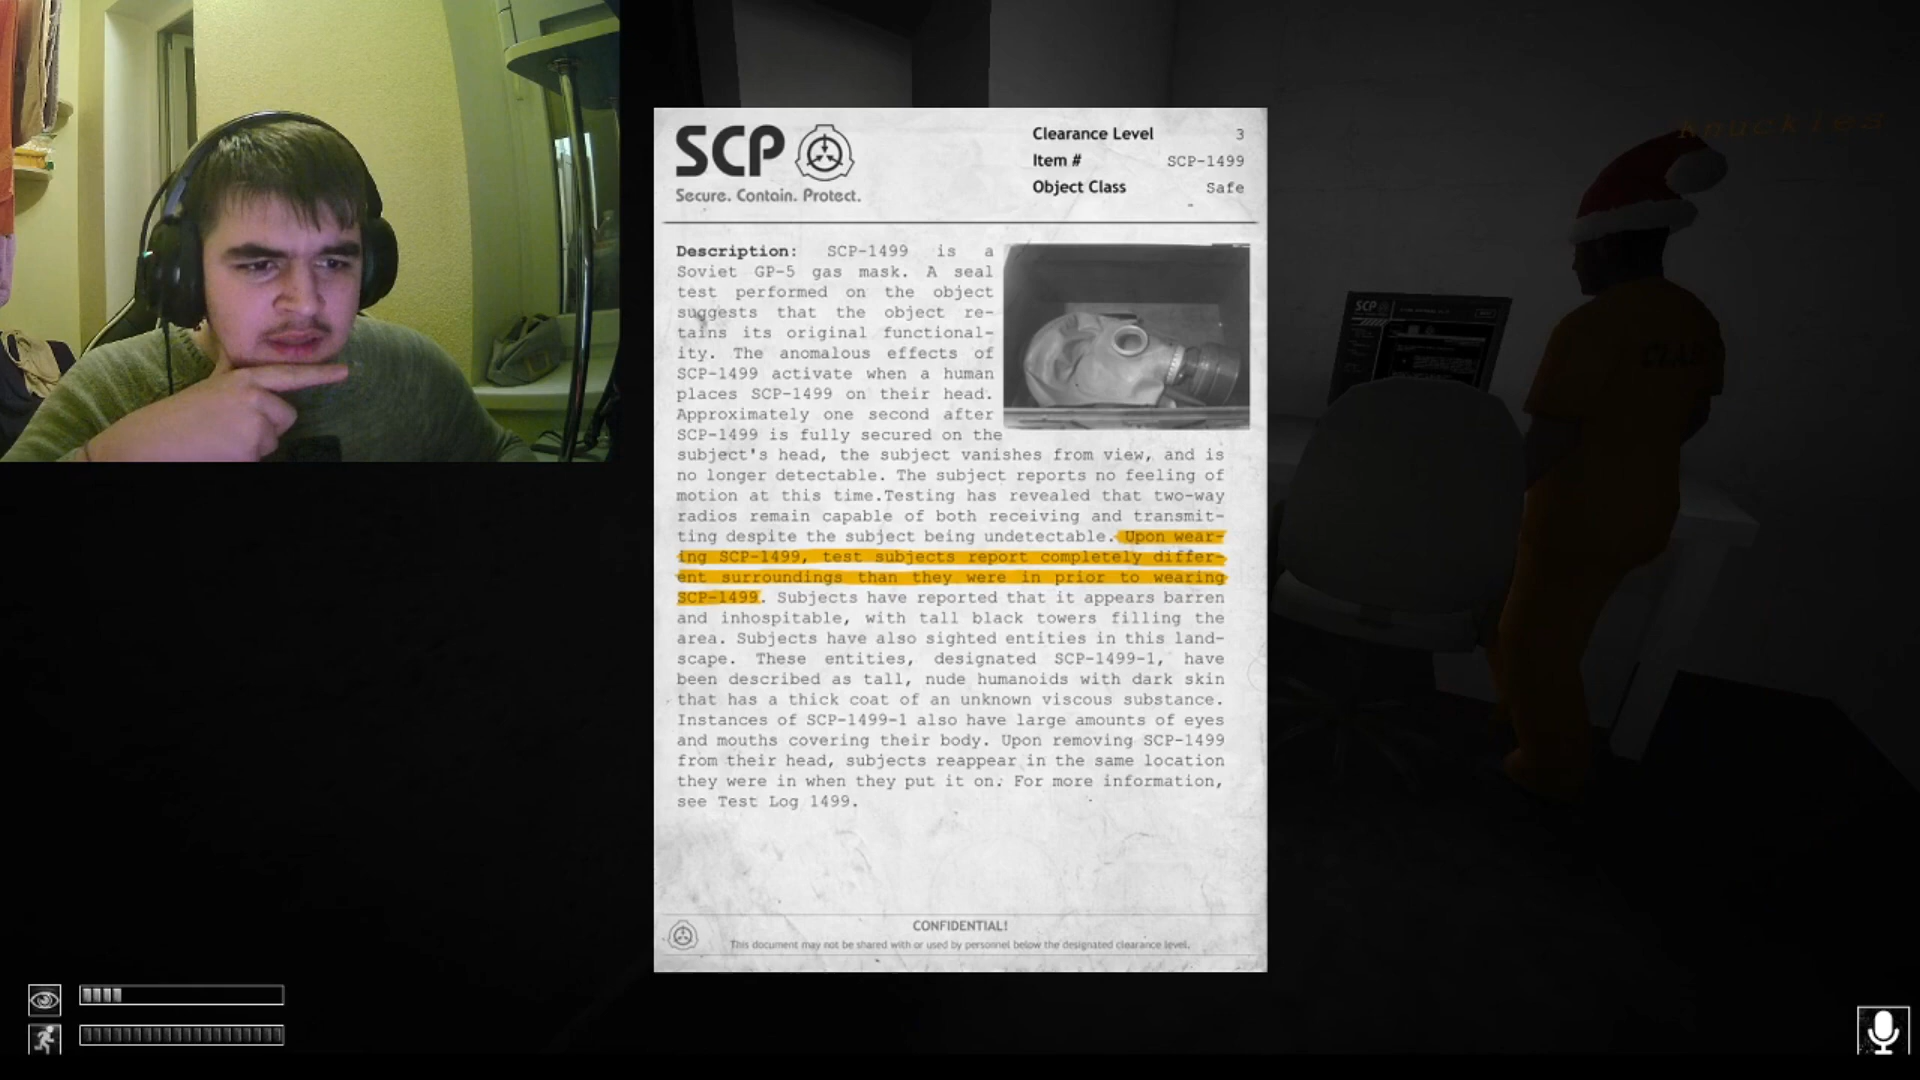 SCP
Secure. Contain. Protect.
Clearance Level 3
Item # SCP-1499
Object Class Safe
Description: SCP-1499 is a
Soviet GP-5 gas mask. A seal
test performed on the object
suggests that the object re-
tains its original functional-
ity. The anomalous effects of
SCP-1499 activate when a human
places SCP-1499 on their head.
Approximately one second after
SCP-1499 is fully secured on the
subject's head, the subject vanishes from view, and is
no longer detectable. The subject reports no feeling of
motion at this time.Testing has revealed that two-way
radios remain capable of both receiving and transmit-
ting despite the subject being undetectable. Upon wear-
ing SCP-1499, test subjects report completely differ-
ent surroundings than they were in prior to wearing
SCP-1499. Subjects have reported that it appears barren
and inhospitable, with tall black towers filling the
area. Subjects have also sighted entities in this land-
scape. These entities, designated SCP-1499-1, have
been described as tall, nude humanoids with dark skin
that has a thick coat of an unknown viscous substance.
Instances of SCP-1499-1 also have large amounts of eyes
and mouths covering their body. Upon removing SCP-1499
from their head, subjects reappear in the same location
they were in when they put it on. For more information,
see Test Log 1499.
CONFIDENTIAL!
This document may not be shared with or used by personnel below the designated clearance level.
knuckles
SCP